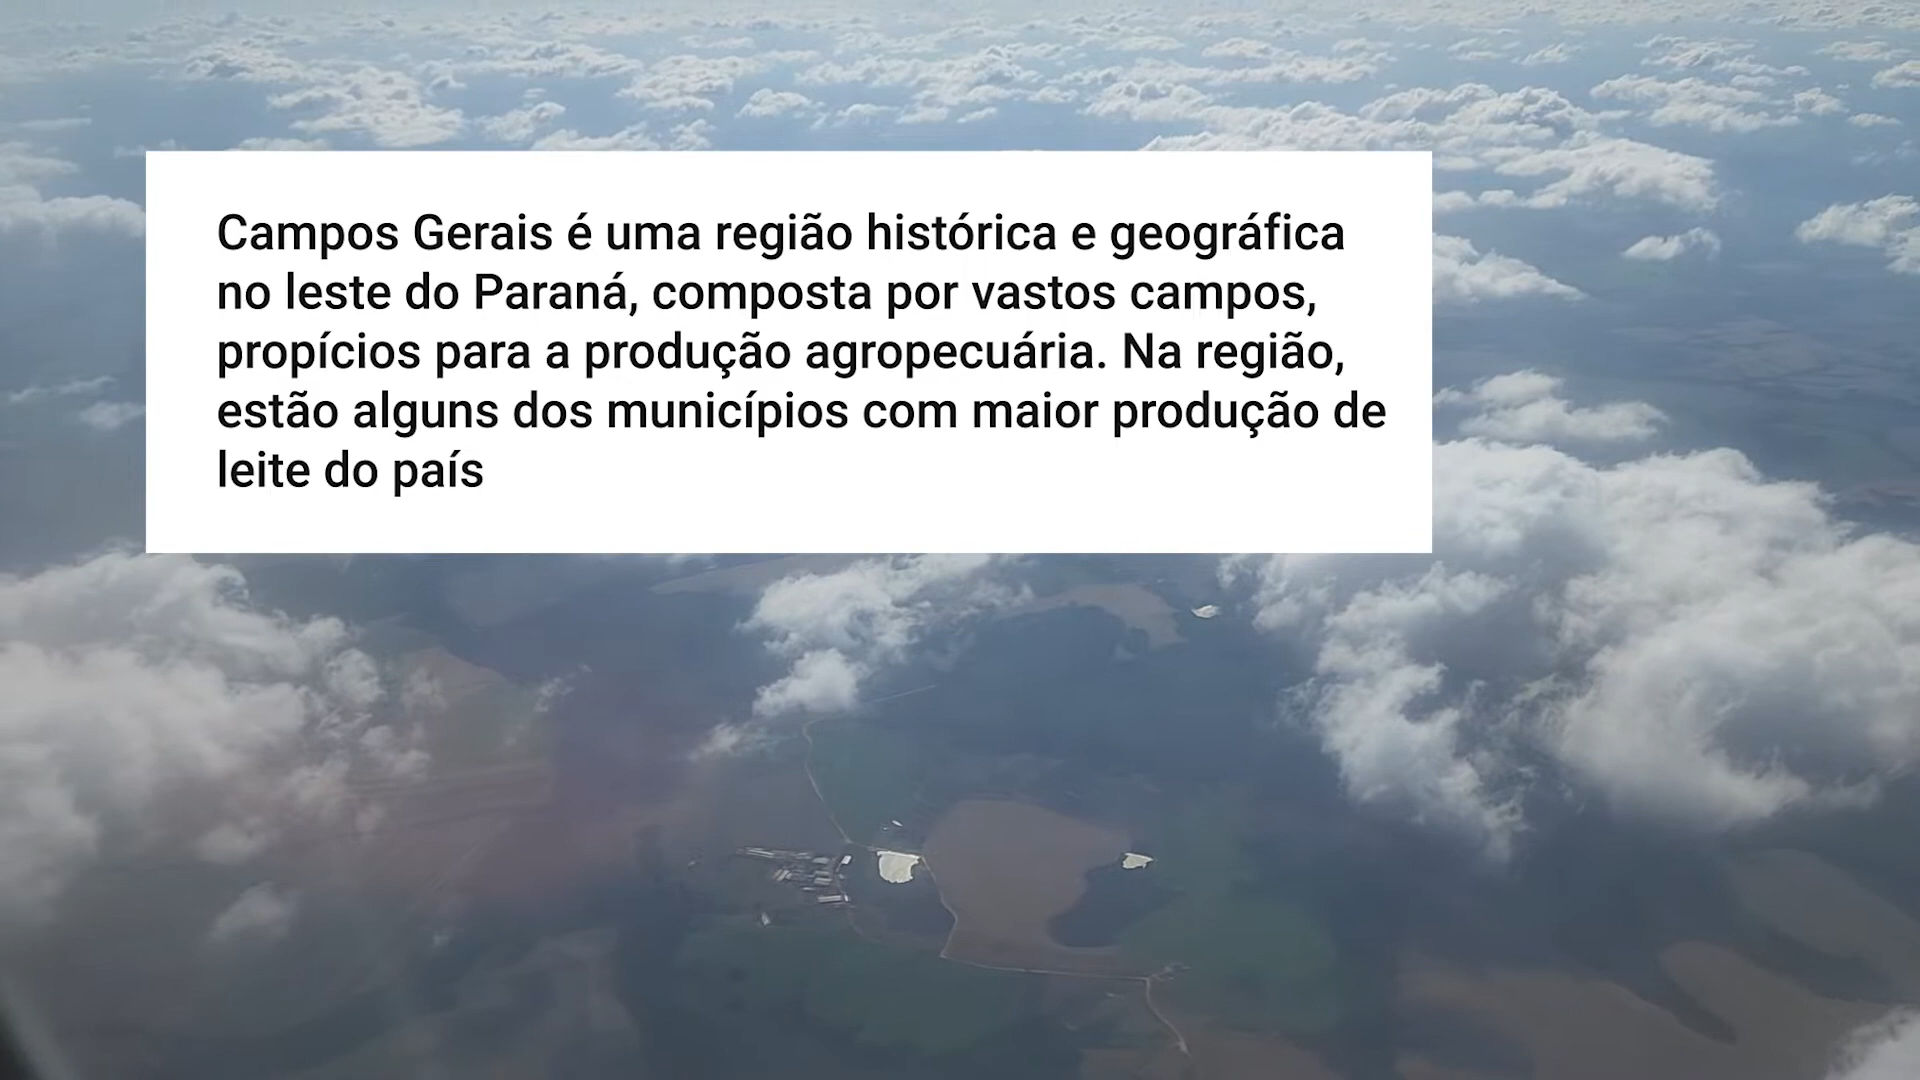 Campos Gerais é uma região histórica e geográfica
no leste do Paraná, composta por vastos campos,
propícios para a produção agropecuária. Na região,
estão alguns dos municípios com maior produção de
leite do país